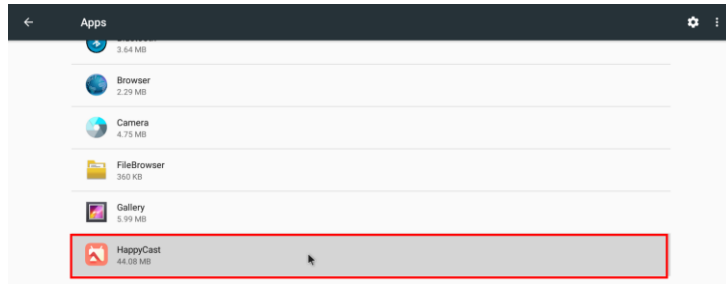 Apps
3.64 MB
Browser
2.29 MB
Camera
4.75 MB
FileBrowser
360 KB
Gallery
5.99 MB
HappyCast
44.08 MB